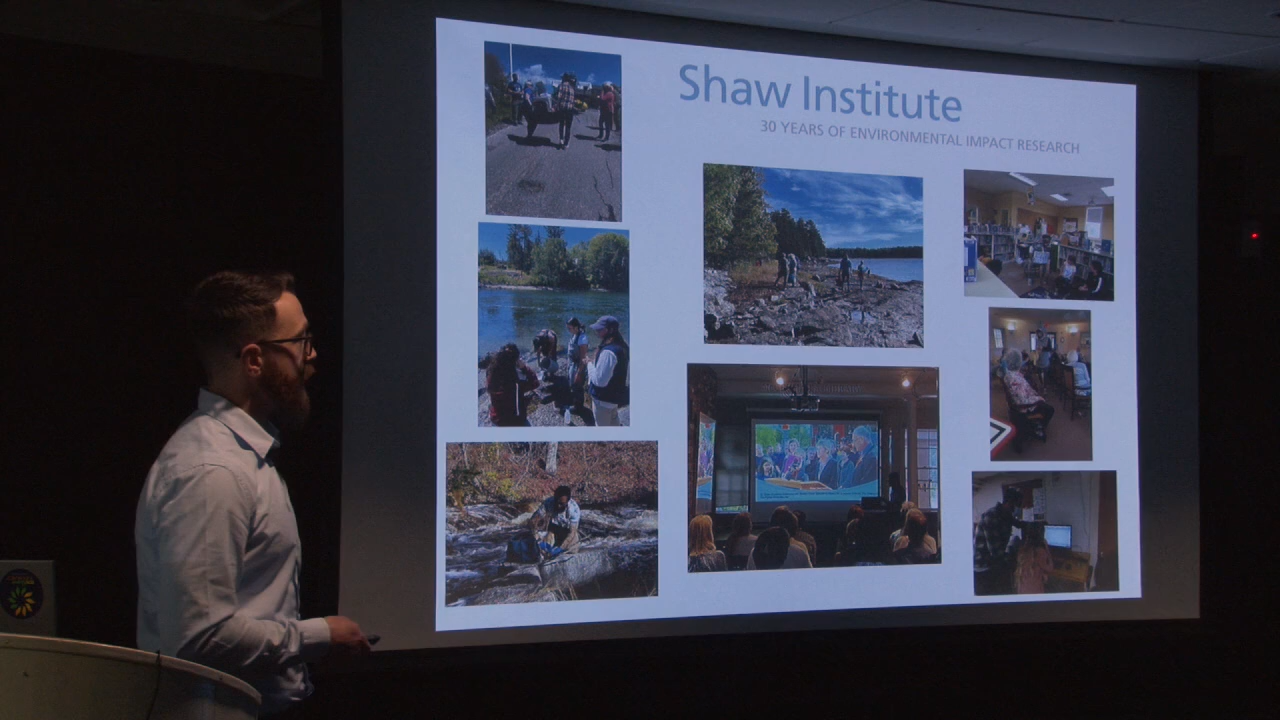 Shaw Institute
30 YEARS OF ENVIRONMENTAL IMPACT RESEARCH